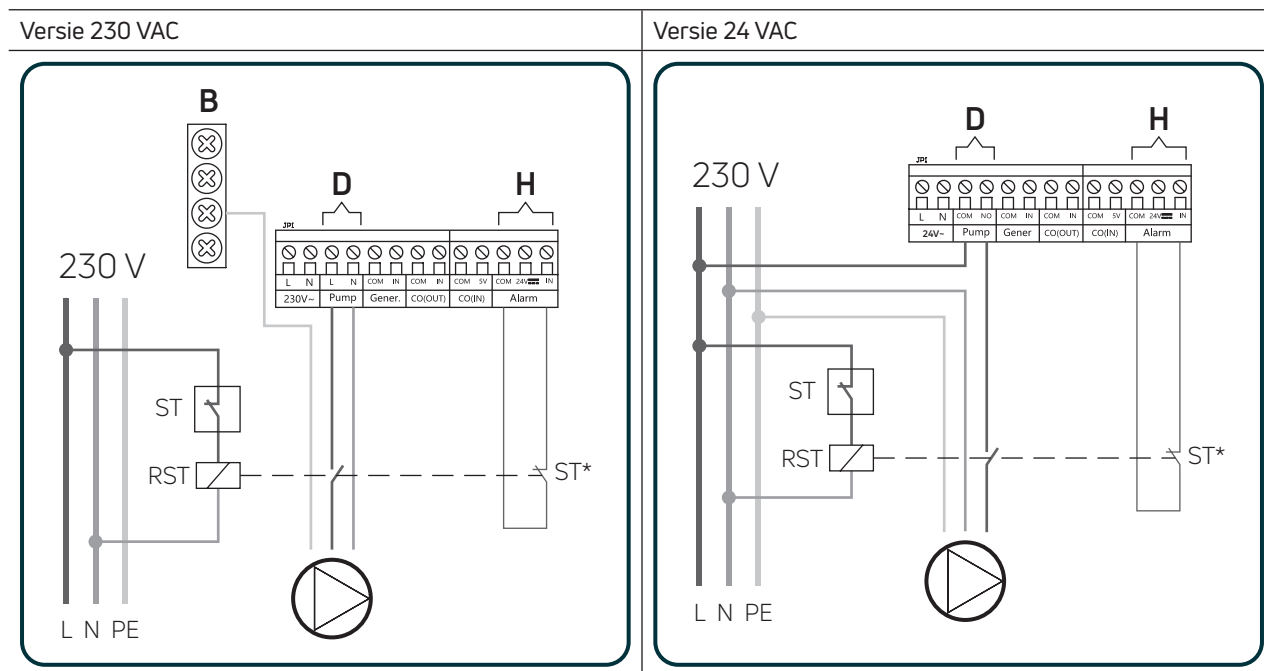 Versie 230 VAC
Versie 24 VAC
B
D
H
JP1
230 V
L N L N COM IN COM IN COM 5V COM 24V IN
230V~ Pump Gener. CO(OUT) CO(IN) Alarm
ST
RST
ST*
L N PE
D
H
JP1
230 V
L N COM NO COM IN COM IN COM 5V COM 24V IN
24V~ Pump Gener CO(OUT) CO(IN) Alarm
ST
RST
ST*
L N PE